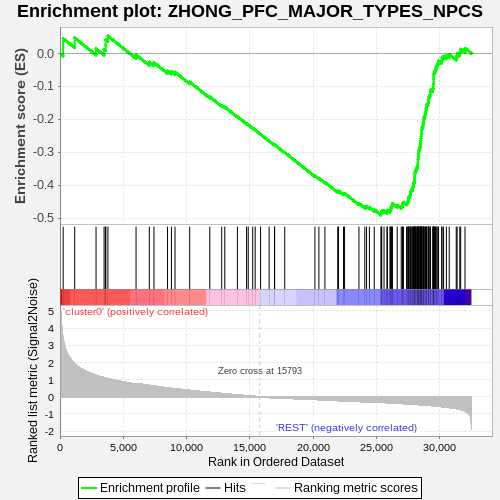 Enrichment plot: ZHONG_PFC_MAJOR_TYPES_NPCS
Enrichment score (ES)
0.0
-0.1
-0.2
-0.3
-0.4
-0.5
Ranked list metric (Signal2Noise)
5
4
3
2
1
0
-1
-2
'cluster0' (positively correlated)
Zero cross at 15793
'REST' (negatively correlated)
0
5,000
10,000
15,000
20,000
25,000
30,000
Rank in Ordered Dataset
Enrichment profile
Hits
Ranking metric scores